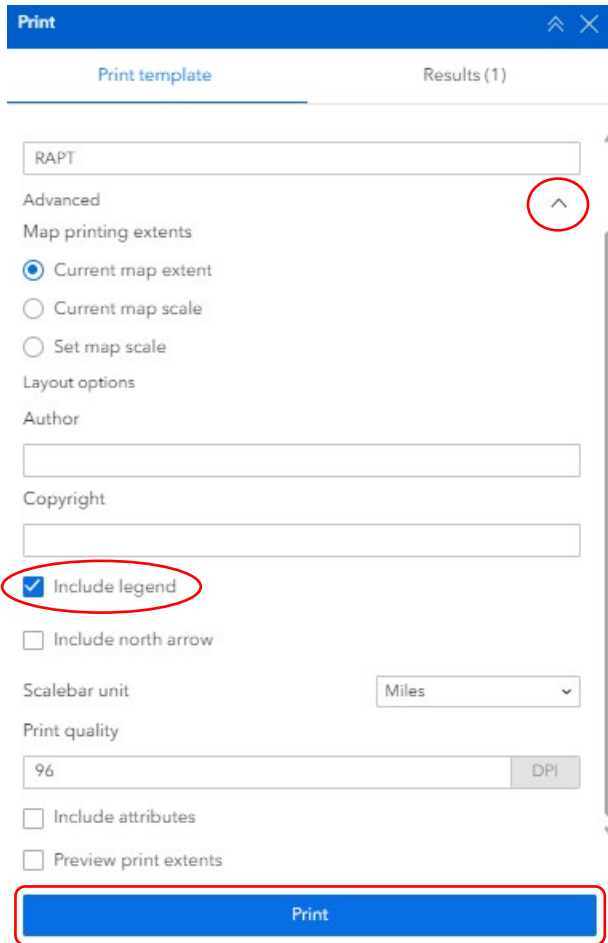 Print
Print template Results (1)
RAPT
Advanced
Map printing extents
Current map extent
Current map scale
Set map scale
Layout options
Author
Copyright
Include legend
Include north arrow
Scalebar unit Miles
Print quality
96 DPI
Include attributes
Preview print extents
Print